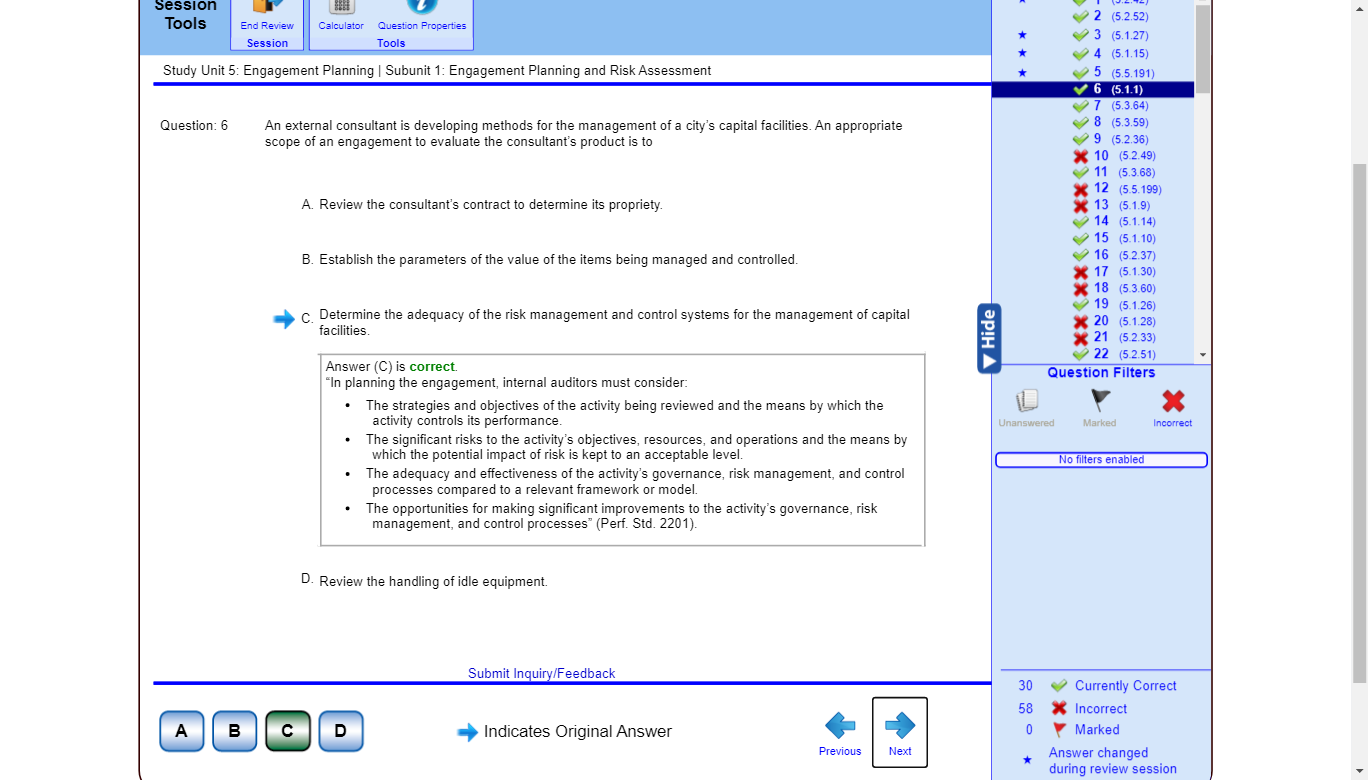 Session
Tools
End Review
Session
Calculator
Question Properties
Tools
Study Unit 5: Engagement Planning | Subunit 1: Engagement Planning and Risk Assessment
Question: 6
An external consultant is developing methods for the management of a city's capital facilities. An appropriate
scope of an engagement to evaluate the consultant's product is to
A. Review the consultant's contract to determine its propriety.
B. Establish the parameters of the value of the items being managed and controlled.
C. Determine the adequacy of the risk management and control systems for the management of capital
facilities.
Answer (C) is correct.
“In planning the engagement, internal auditors must consider:
• The strategies and objectives of the activity being reviewed and the means by which the
activity controls its performance.
• The significant risks to the activity's objectives, resources, and operations and the means by
which the potential impact of risk is kept to an acceptable level.
• The adequacy and effectiveness of the activity's governance, risk management, and control
processes compared to a relevant framework or model.
• The opportunities for making significant improvements to the activity's governance, risk
management, and control processes” (Perf. Std. 2201).
D. Review the handling of idle equipment.
Submit Inquiry/Feedback
A
B
C
D
Indicates Original Answer
Previous
Next
2 (5.2.52)
3 (5.1.27)
4 (5.1.15)
5 (5.5.191)
6 (5.1.1)
7 (5.3.64)
8 (5.3.59)
9 (5.2.36)
10 (5.2.49)
11 (5.3.68)
12 (5.5.199)
13 (5.1.9)
14 (5.1.14)
15 (5.1.10)
16 (5.2.37)
17 (5.1.30)
18 (5.3.60)
19 (5.1.26)
20 (5.1.28)
21 (5.2.33)
22 (5.2.51)
Hide
Question Filters
Unanswered
Marked
Incorrect
No filters enabled
30 Currently Correct
58 Incorrect
0 Marked
Answer changed
during review session